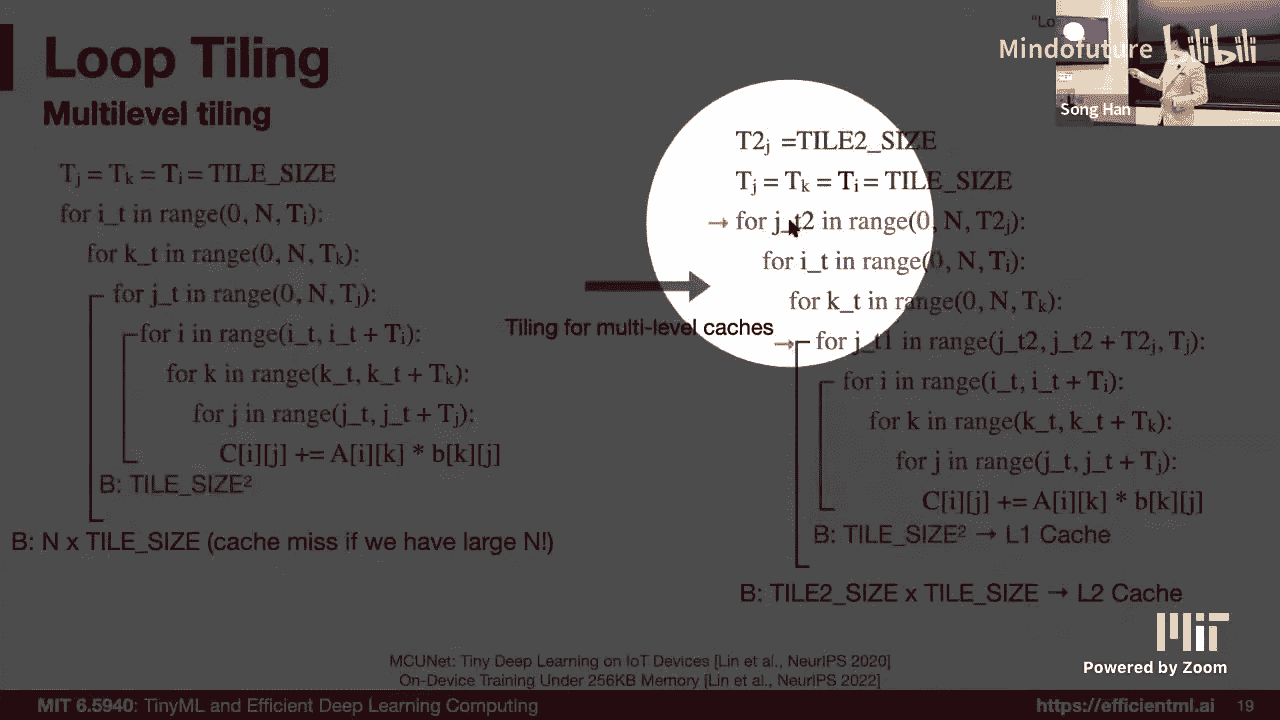 Loop Tiling
Multilevel tiling
Tj = Tk = Ti = TILE_SIZE
for i_t in range(0, N, Ti):
for k_t in range(0, N, Tk):
for j_t in range(0, N, Tj):
for i in range(i_t, i_t + Ti):
for k in range(k_t, k_t + Tk):
for j in range(j_t, j_t + Tj):
C[i][j] += A[i][k] * b[k][j]
B: TILE_SIZE²
B: N x TILE_SIZE (cache miss if we have large N!)
Tiling for multi-level caches
T2j =TILE2_SIZE
Tj = Tk = Ti = TILE_SIZE
→ for j_t2 in range(0, N, T2j):
for i_t in range(0, N, Ti):
for k_t in range(0, N, Tk):
→ for j_t1 in range(j_t2, j_t2 + T2j, Tj):
for i in range(i_t, i_t + Ti):
for k in range(k_t, k_t + Tk):
for j in range(j_t, j_t + Tj):
C[i][j] += A[i][k] * b[k][j]
B: TILE_SIZE² → L1 Cache
B: TILE2_SIZE x TILE_SIZE → L2 Cache
MCUNet: Tiny Deep Learning on IoT Devices [Lin et al., NeurIPS 2020]
On-Device Training Under 256KB Memory [Lin et al., NeurIPS 2022]
MIT 6.5940: TinyML and Efficient Deep Learning Computing
https://efficientml.ai
19
Mindofuture bilibili
Song Han
MIT
Powered by Zoom